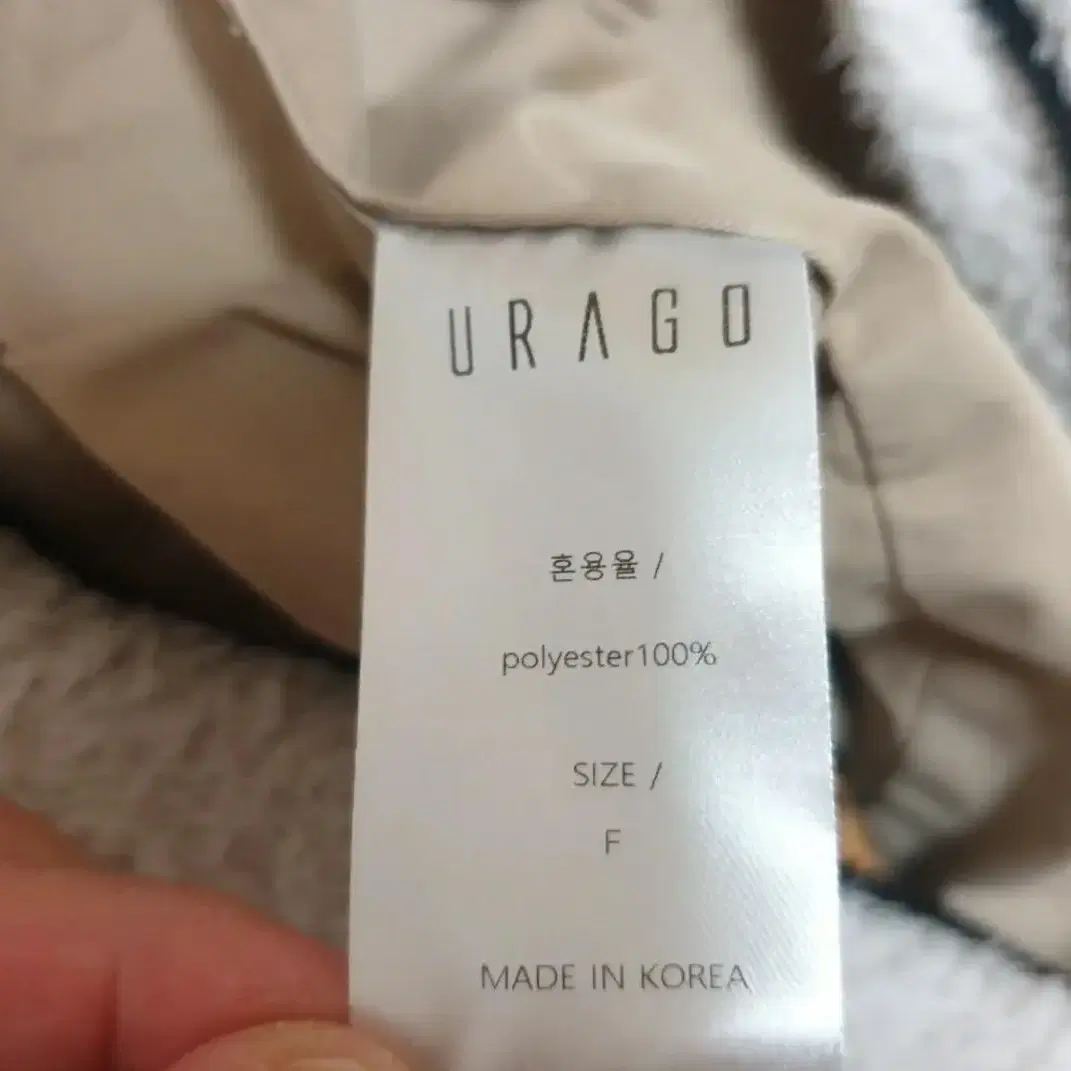 URAGO
혼용율 /
polyester100%
SIZE /
F
MADE IN KOREA